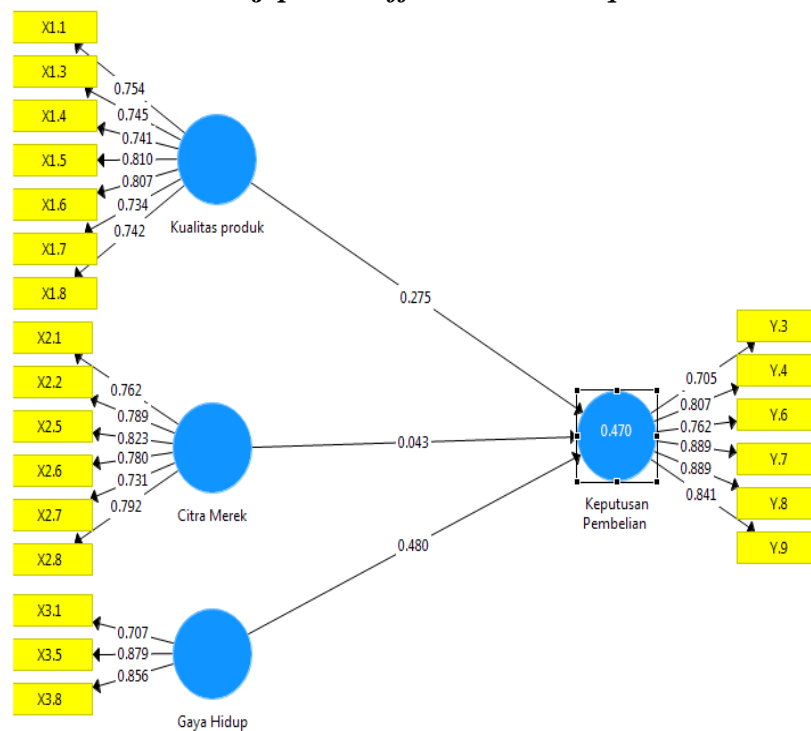 X1.1
X1.3
X1.4
X1.5
X1.6
X1.7
X1.8
0.754
0.745
0.741
0.810
0.807
0.734
0.742
Kualitas produk
X2.1
X2.2
X2.5
X2.6
X2.7
X2.8
0.762
0.789
0.823
0.780
0.731
0.792
Citra Merek
X3.1
X3.5
X3.8
0.707
0.879
0.856
Gaya Hidup
0.275
0.043
0.480
0.470
Keputusan
Pembelian
0.705
0.807
0.762
0.889
0.889
0.841
Y.3
Y.4
Y.6
Y.7
Y.8
Y.9